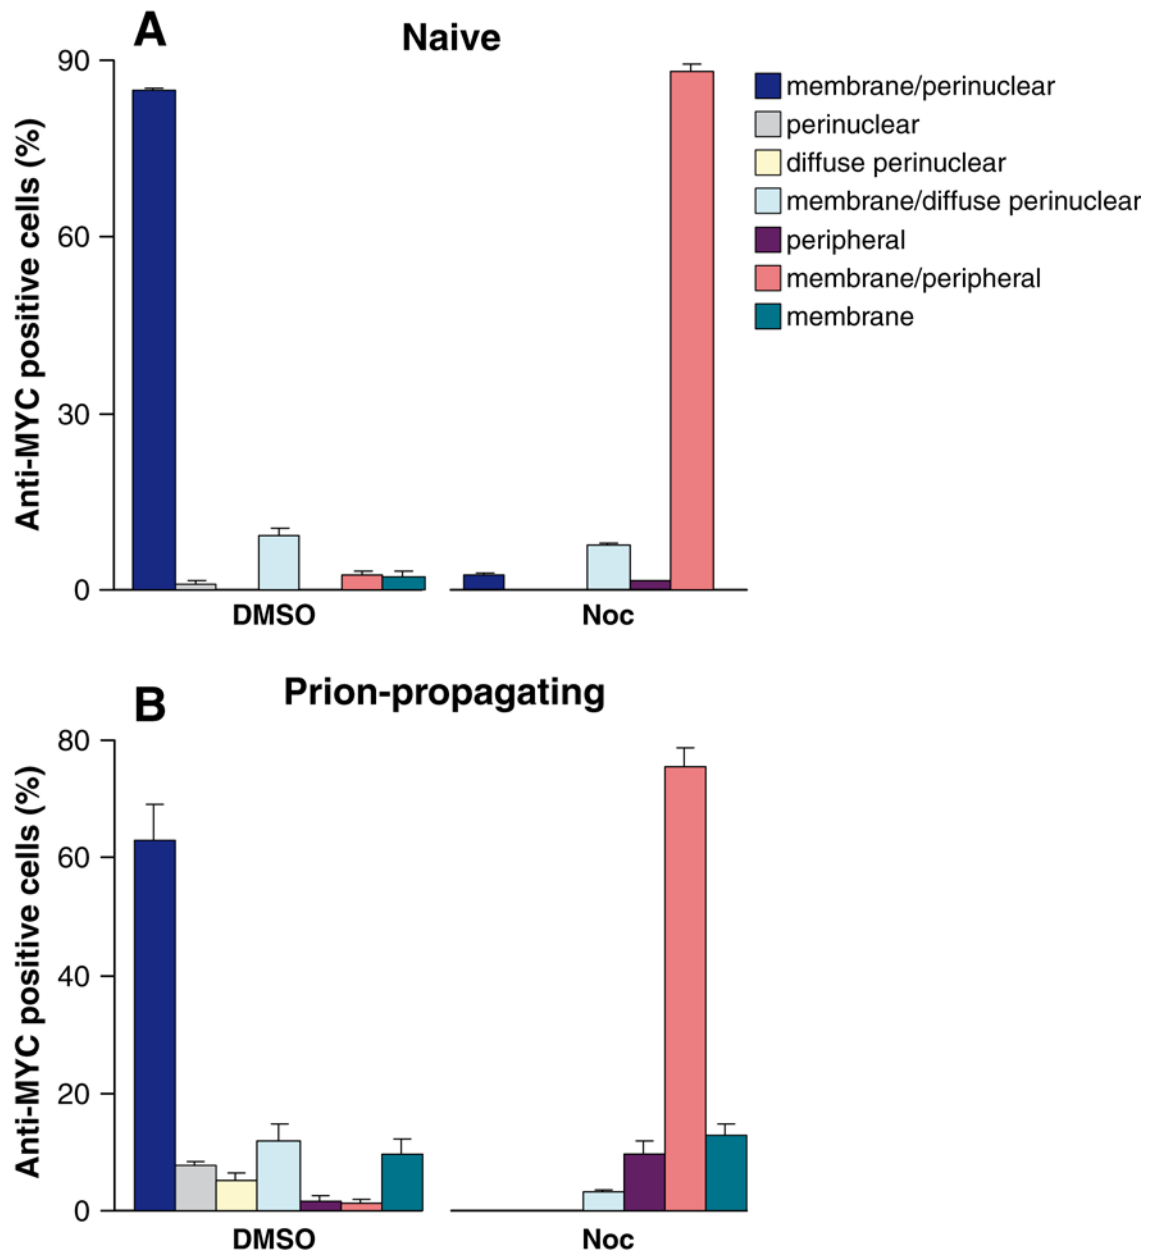 A
Naive
90
60
30
0
Anti-MYC positive cells (%)
DMSO
Noc
membrane/perinuclear
perinuclear
diffuse perinuclear
membrane/diffuse perinuclear
peripheral
membrane/peripheral
membrane
B
Prion-propagating
80
60
40
20
0
Anti-MYC positive cells (%)
DMSO
Noc